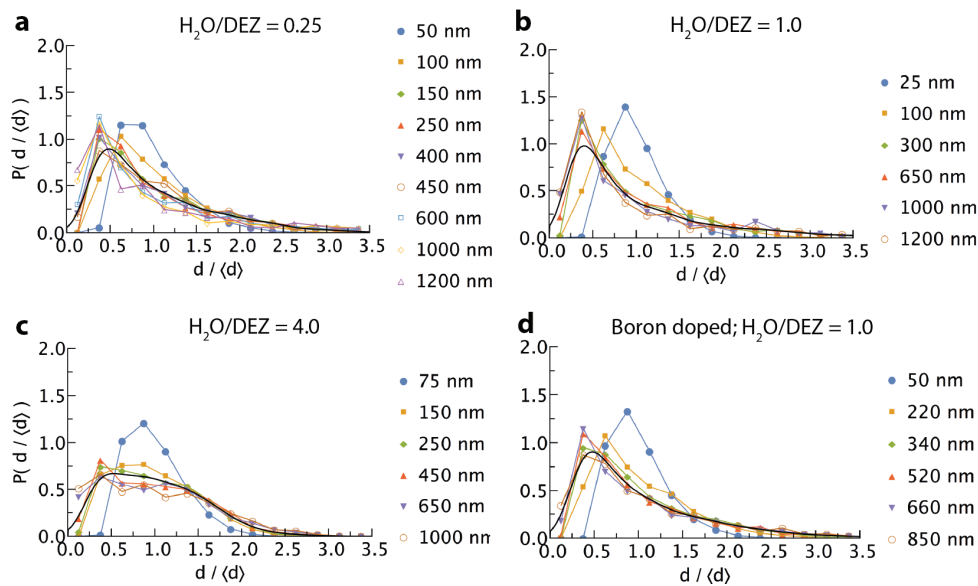 a
H₂O/DEZ = 0.25
P( d / ⟨d⟩ )
2.0
1.5
1.0
0.5
0.0
0.0 0.5 1.0 1.5 2.0 2.5 3.0 3.5
d / ⟨d⟩
50 nm
100 nm
150 nm
250 nm
400 nm
450 nm
600 nm
1000 nm
1200 nm
b
H₂O/DEZ = 1.0
P( d / ⟨d⟩ )
2.0
1.5
1.0
0.5
0.0
0.0 0.5 1.0 1.5 2.0 2.5 3.0 3.5
d / ⟨d⟩
25 nm
100 nm
300 nm
650 nm
1000 nm
1200 nm
c
H₂O/DEZ = 4.0
P( d / ⟨d⟩ )
2.0
1.5
1.0
0.5
0.0
0.0 0.5 1.0 1.5 2.0 2.5 3.0 3.5
d / ⟨d⟩
75 nm
150 nm
250 nm
450 nm
650 nm
1000 nm
d
Boron doped; H₂O/DEZ = 1.0
P( d / ⟨d⟩ )
2.0
1.5
1.0
0.5
0.0
0.0 0.5 1.0 1.5 2.0 2.5 3.0 3.5
d / ⟨d⟩
50 nm
220 nm
340 nm
520 nm
660 nm
850 nm